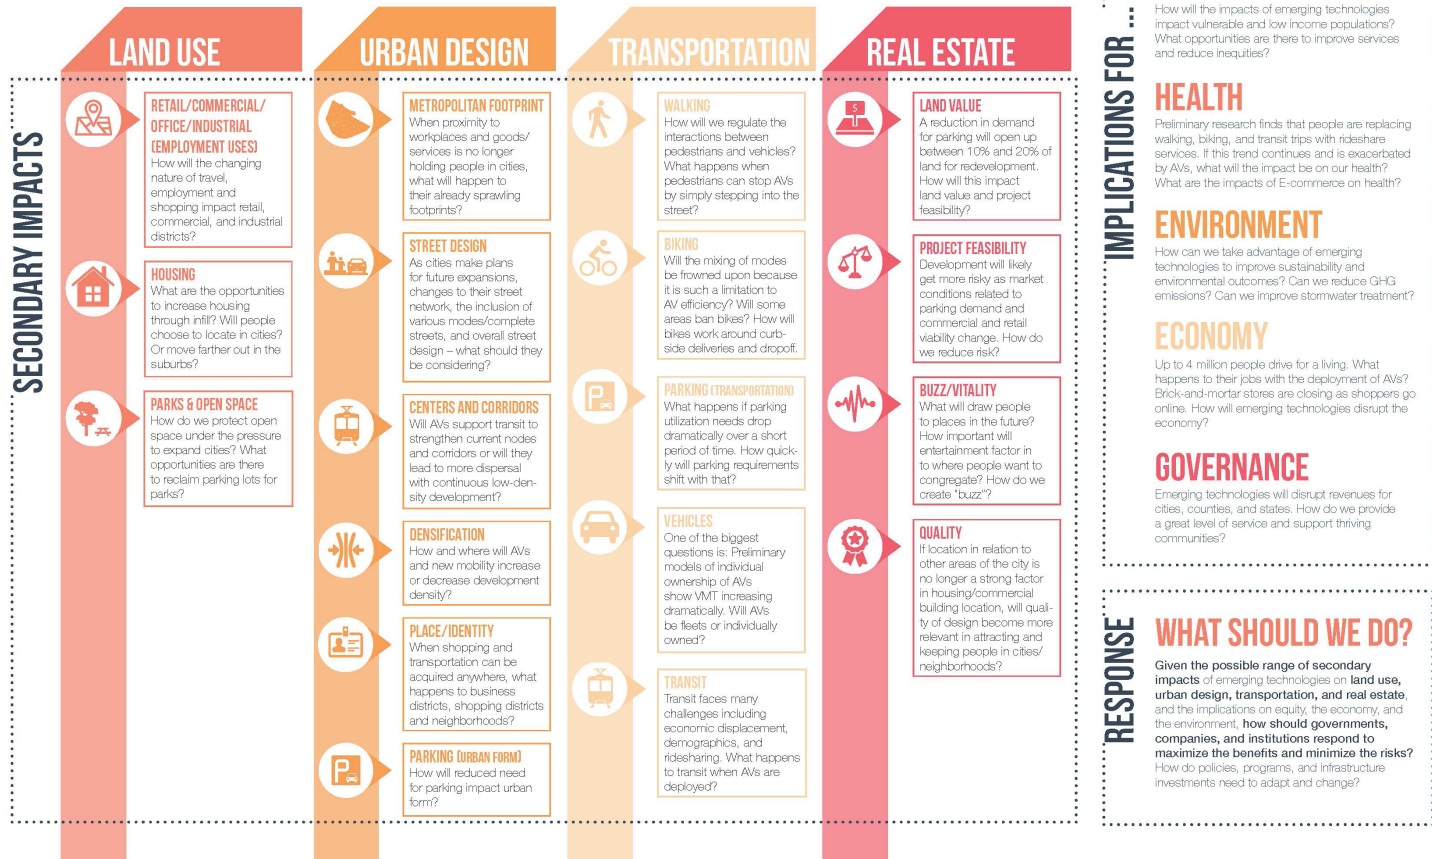 SECONDARY IMPACTS
LAND USE
RETAIL/COMMERCIAL/
OFFICE/INDUSTRIAL
(EMPLOYMENT USES)
How will the changing
nature of travel,
employment and
shopping impact retail,
commercial, and industrial
districts?
HOUSING
What are the opportunities
to increase housing
through infill? Will people
choose to locate in cities?
Or move farther out in the
suburbs?
PARKS & OPEN SPACE
How do we protect open
space under the pressure
to expand cities? What
opportunities are there
to reclaim parking lots for
parks?
URBAN DESIGN
METROPOLITAN FOOTPRINT
When proximity to
workplaces and goods/
services is no longer
holding people in cities,
what will happen to
their already sprawling
footprints?
STREET DESIGN
As cities make plans
for future expansions,
changes to their street
network, the inclusion of
various modes/complete
streets, and overall street
design – what should they
be considering?
CENTERS AND CORRIDORS
Will AVs support transit to
strengthen current nodes
and corridors or will they
lead to more dispersal
with continuous low-den-
sity development?
DENSIFICATION
How and where will AVs
and new mobility increase
or decrease development
density?
PLACE/IDENTITY
When shopping and
transportation can be
acquired anywhere, what
happens to business
districts, shopping districts
and neighborhoods?
P
PARKING (URBAN FORM)
How will reduced need
for parking impact urban
form?
TRANSPORTATION
WALKING
How will we regulate the
interactions between
pedestrians and vehicles?
What happens when
pedestrians can stop AVs
by simply stepping into the
street?
BIKING
Will the mixing of modes
be frowned upon because
it is such a limitation to
AV efficiency? Will some
areas ban bikes? How will
bikes work around curb-
side deliveries and dropoff.
P
PARKING (TRANSPORTATION)
What happens if parking
utilization needs drop
dramatically over a short
period of time. How quick-
ly will parking requirements
shift with that?
VEHICLES
One of the biggest
questions is: Preliminary
models of individual
ownership of AVs
show VMT increasing
dramatically. Will AVs
be fleets or individually
owned?
TRANSIT
Transit faces many
challenges including
economic displacement,
demographics, and
ridesharing. What happens
to transit when AVs are
deployed?
REAL ESTATE
$
LAND VALUE
A reduction in demand
for parking will open up
between 10% and 20% of
land for redevelopment.
How will this impact
land value and project
feasibility?
PROJECT FEASIBILITY
Development will likely
get more risky as market
conditions related to
parking demand and
commercial and retail
viability change. How do
we reduce risk?
BUZZ/VITALITY
What will draw people
to places in the future?
How important will
entertainment factor in
to where people want to
congregate? How do we
create "buzz"?
QUALITY
If location in relation to
other areas of the city is
no longer a strong factor
in housing/commercial
building location, will quali-
ty of design become more
relevant in attracting and
keeping people in cities/
neighborhoods?
IMPLICATIONS FOR ...
How will the impacts of emerging technologies
impact vulnerable and low income populations?
What opportunities are there to improve services
and reduce inequities?
HEALTH
Preliminary research finds that people are replacing
walking, biking, and transit trips with rideshare
services. If this trend continues and is exacerbated
by AVs, what will the impact be on our health?
What are the impacts of E-commerce on health?
ENVIRONMENT
How can we take advantage of emerging
technologies to improve sustainability and
environmental outcomes? Can we reduce GHG
emissions? Can we improve stormwater treatment?
ECONOMY
Up to 4 million people drive for a living. What
happens to their jobs with the deployment of AVs?
Brick-and-mortar stores are closing as shoppers go
online. How will emerging technologies disrupt the
economy?
GOVERNANCE
Emerging technologies will disrupt revenues for
cities, counties, and states. How do we provide
a great level of service and support thriving
communities?
RESPONSE
WHAT SHOULD WE DO?
Given the possible range of secondary
impacts of emerging technologies on land use,
urban design, transportation, and real estate,
and the implications on equity, the economy, and
the environment, how should governments,
companies, and institutions respond to
maximize the benefits and minimize the risks?
How do policies, programs, and infrastructure
investments need to adapt and change?